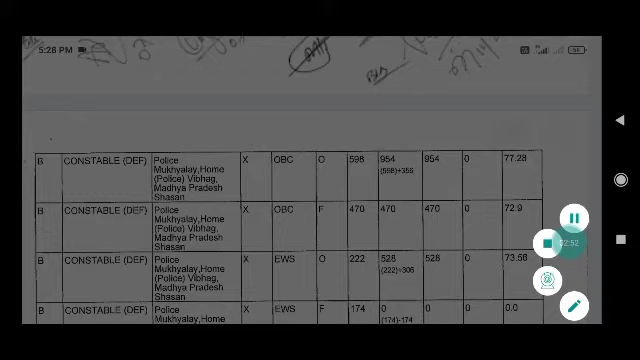 5:28 PM
B CONSTABLE (DEF) Police Mukhyalay,Home (Police) Vibhag, Madhya Pradesh Shasan X OBC O 598 954 (598)+356 954 0 77.28
B CONSTABLE (DEF) Police Mukhyalay,Home (Police) Vibhag, Madhya Pradesh Shasan X OBC F 470 470 470 0 72.9
B CONSTABLE (DEF) Police Mukhyalay,Home (Police) Vibhag, Madhya Pradesh Shasan X EWS O 222 528 (222)+306 528 0 73.58
B CONSTABLE (DEF) Police Mukhyalay,Home X EWS F 174 0 (174)-174 0 0 0.0
02:52